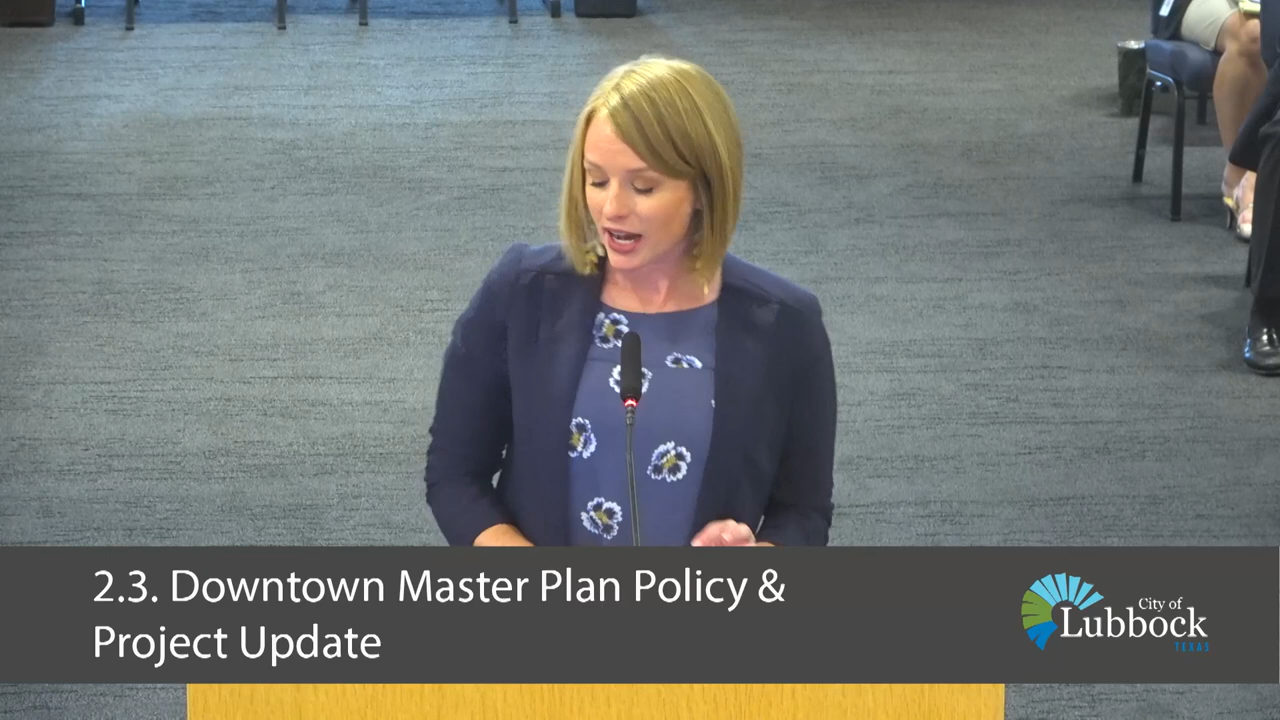 2.3. Downtown Master Plan Policy &
Project Update
City of
Lubbock
TEXAS